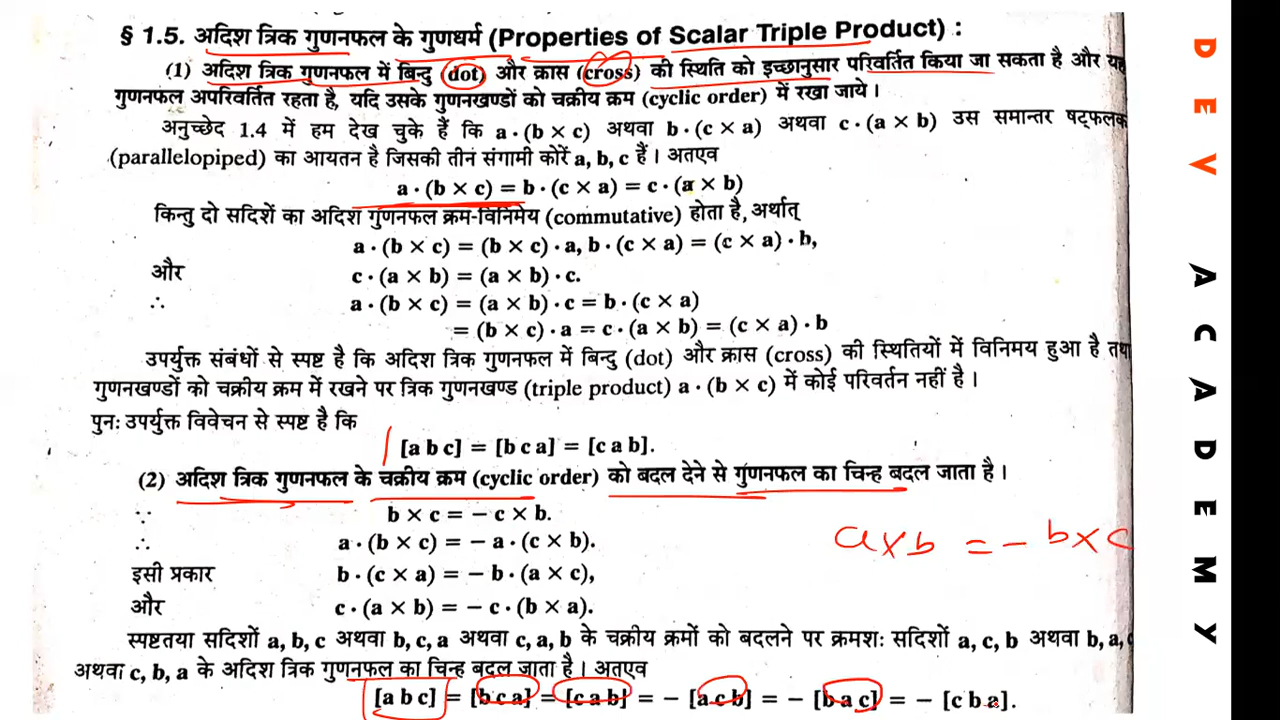 § 1.5. अदिश त्रिक गुणनफल के गुणधर्म (Properties of Scalar Triple Product) :
(1) अदिश त्रिक गुणनफल में बिन्दु (dot) और क्रास (cross) की स्थिति को इच्छानुसार परिवर्तित किया जा सकता है और यह
गुणनफल अपरिवर्तित रहता है, यदि उसके गुणनखण्डों को चक्रीय क्रम (cyclic order) में रखा जाये।
अनुच्छेद 1.4 में हम देख चुके हैं कि a · (b × c) अथवा b · (c × a) अथवा c · (a × b) उस समान्तर षट्फलक
(parallelopiped) का आयतन है जिसकी तीन संगामी कोरें a, b, c हैं। अतएव
a · (b × c) = b · (c × a) = c · (a × b)
किन्तु दो सदिशों का अदिश गुणनफल क्रम-विनिमेय (commutative) होता है, अर्थात्
a · (b × c) = (b × c) · a, b · (c × a) = (c × a) · b,
और c · (a × b) = (a × b) · c.
∴ a · (b × c) = (a × b) · c = b · (c × a)
= (b × c) · a = c · (a × b) = (c × a) · b
उपर्युक्त संबंधों से स्पष्ट है कि अदिश त्रिक गुणनफल में बिन्दु (dot) और क्रास (cross) की स्थितियों में विनिमय हुआ है तथा
गुणनखण्डों को चक्रीय क्रम में रखने पर त्रिक गुणनखण्ड (triple product) a · (b × c) में कोई परिवर्तन नहीं है।
पुनः उपर्युक्त विवेचन से स्पष्ट है कि
[a b c] = [b c a] = [c a b].
(2) अदिश त्रिक गुणनफल के चक्रीय क्रम (cyclic order) को बदल देने से गुणनफल का चिन्ह बदल जाता है।
∵ b × c = − c × b.
∴ a · (b × c) = − a · (c × b).
a × b = − b × c
इसी प्रकार b · (c × a) = − b · (a × c),
और c · (a × b) = − c · (b × a).
स्पष्टतया सदिशों a, b, c अथवा b, c, a अथवा c, a, b के चक्रीय क्रमों को बदलने पर क्रमशः सदिशों a, c, b अथवा b, a,
अथवा c, b, a के अदिश त्रिक गुणनफल का चिन्ह बदल जाता है। अतएव
[a b c] = [b c a] = [c a b] = − [a c b] = − [b a c] = − [c b a].
DEV ACADEMY